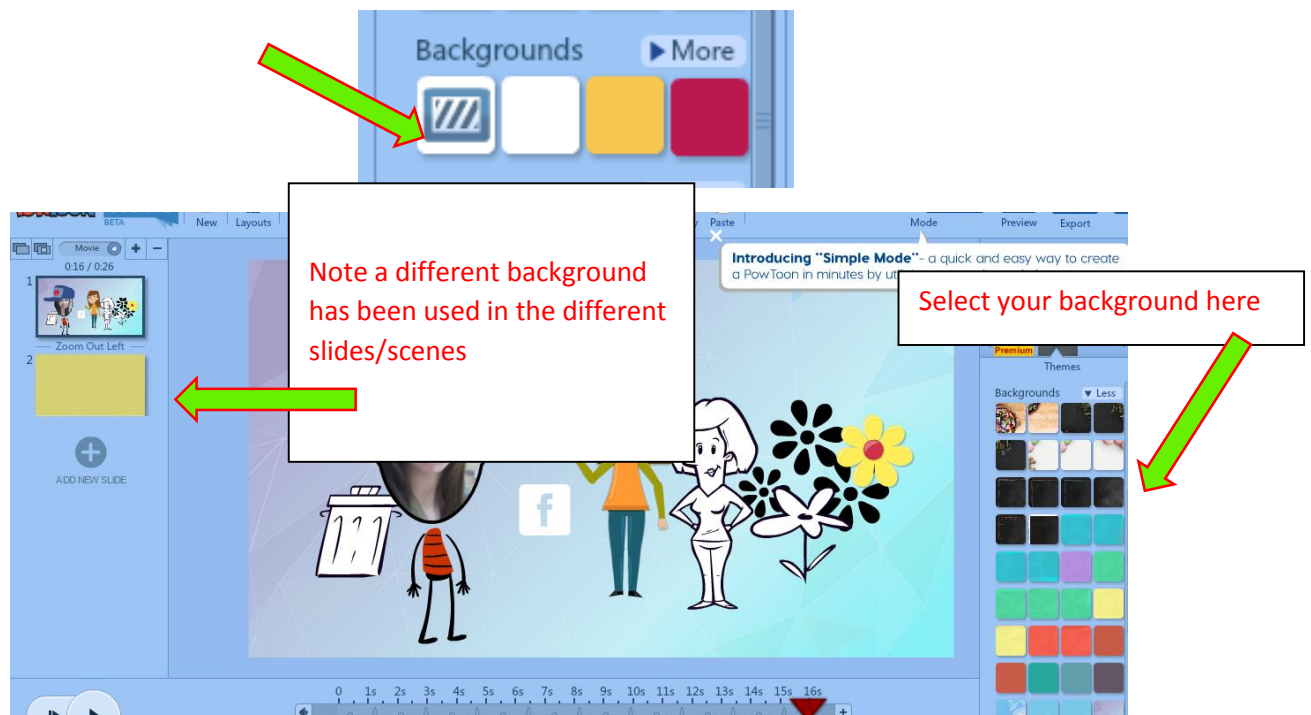 Backgrounds ▶ More
BETA
New Layouts
Paste
Mode
Preview Export
Movie
0:16 / 0:26
1
Zoom Out Left
2
ADD NEW SLIDE
Note a different background
has been used in the different
slides/scenes
Introducing "Simple Mode" - a quick and easy way to create
a PowToon in minutes by
Select your background here
Premium
Themes
Backgrounds ▼ Less
f
0 1s 2s 3s 4s 5s 6s 7s 8s 9s 10s 11s 12s 13s 14s 15s 16s